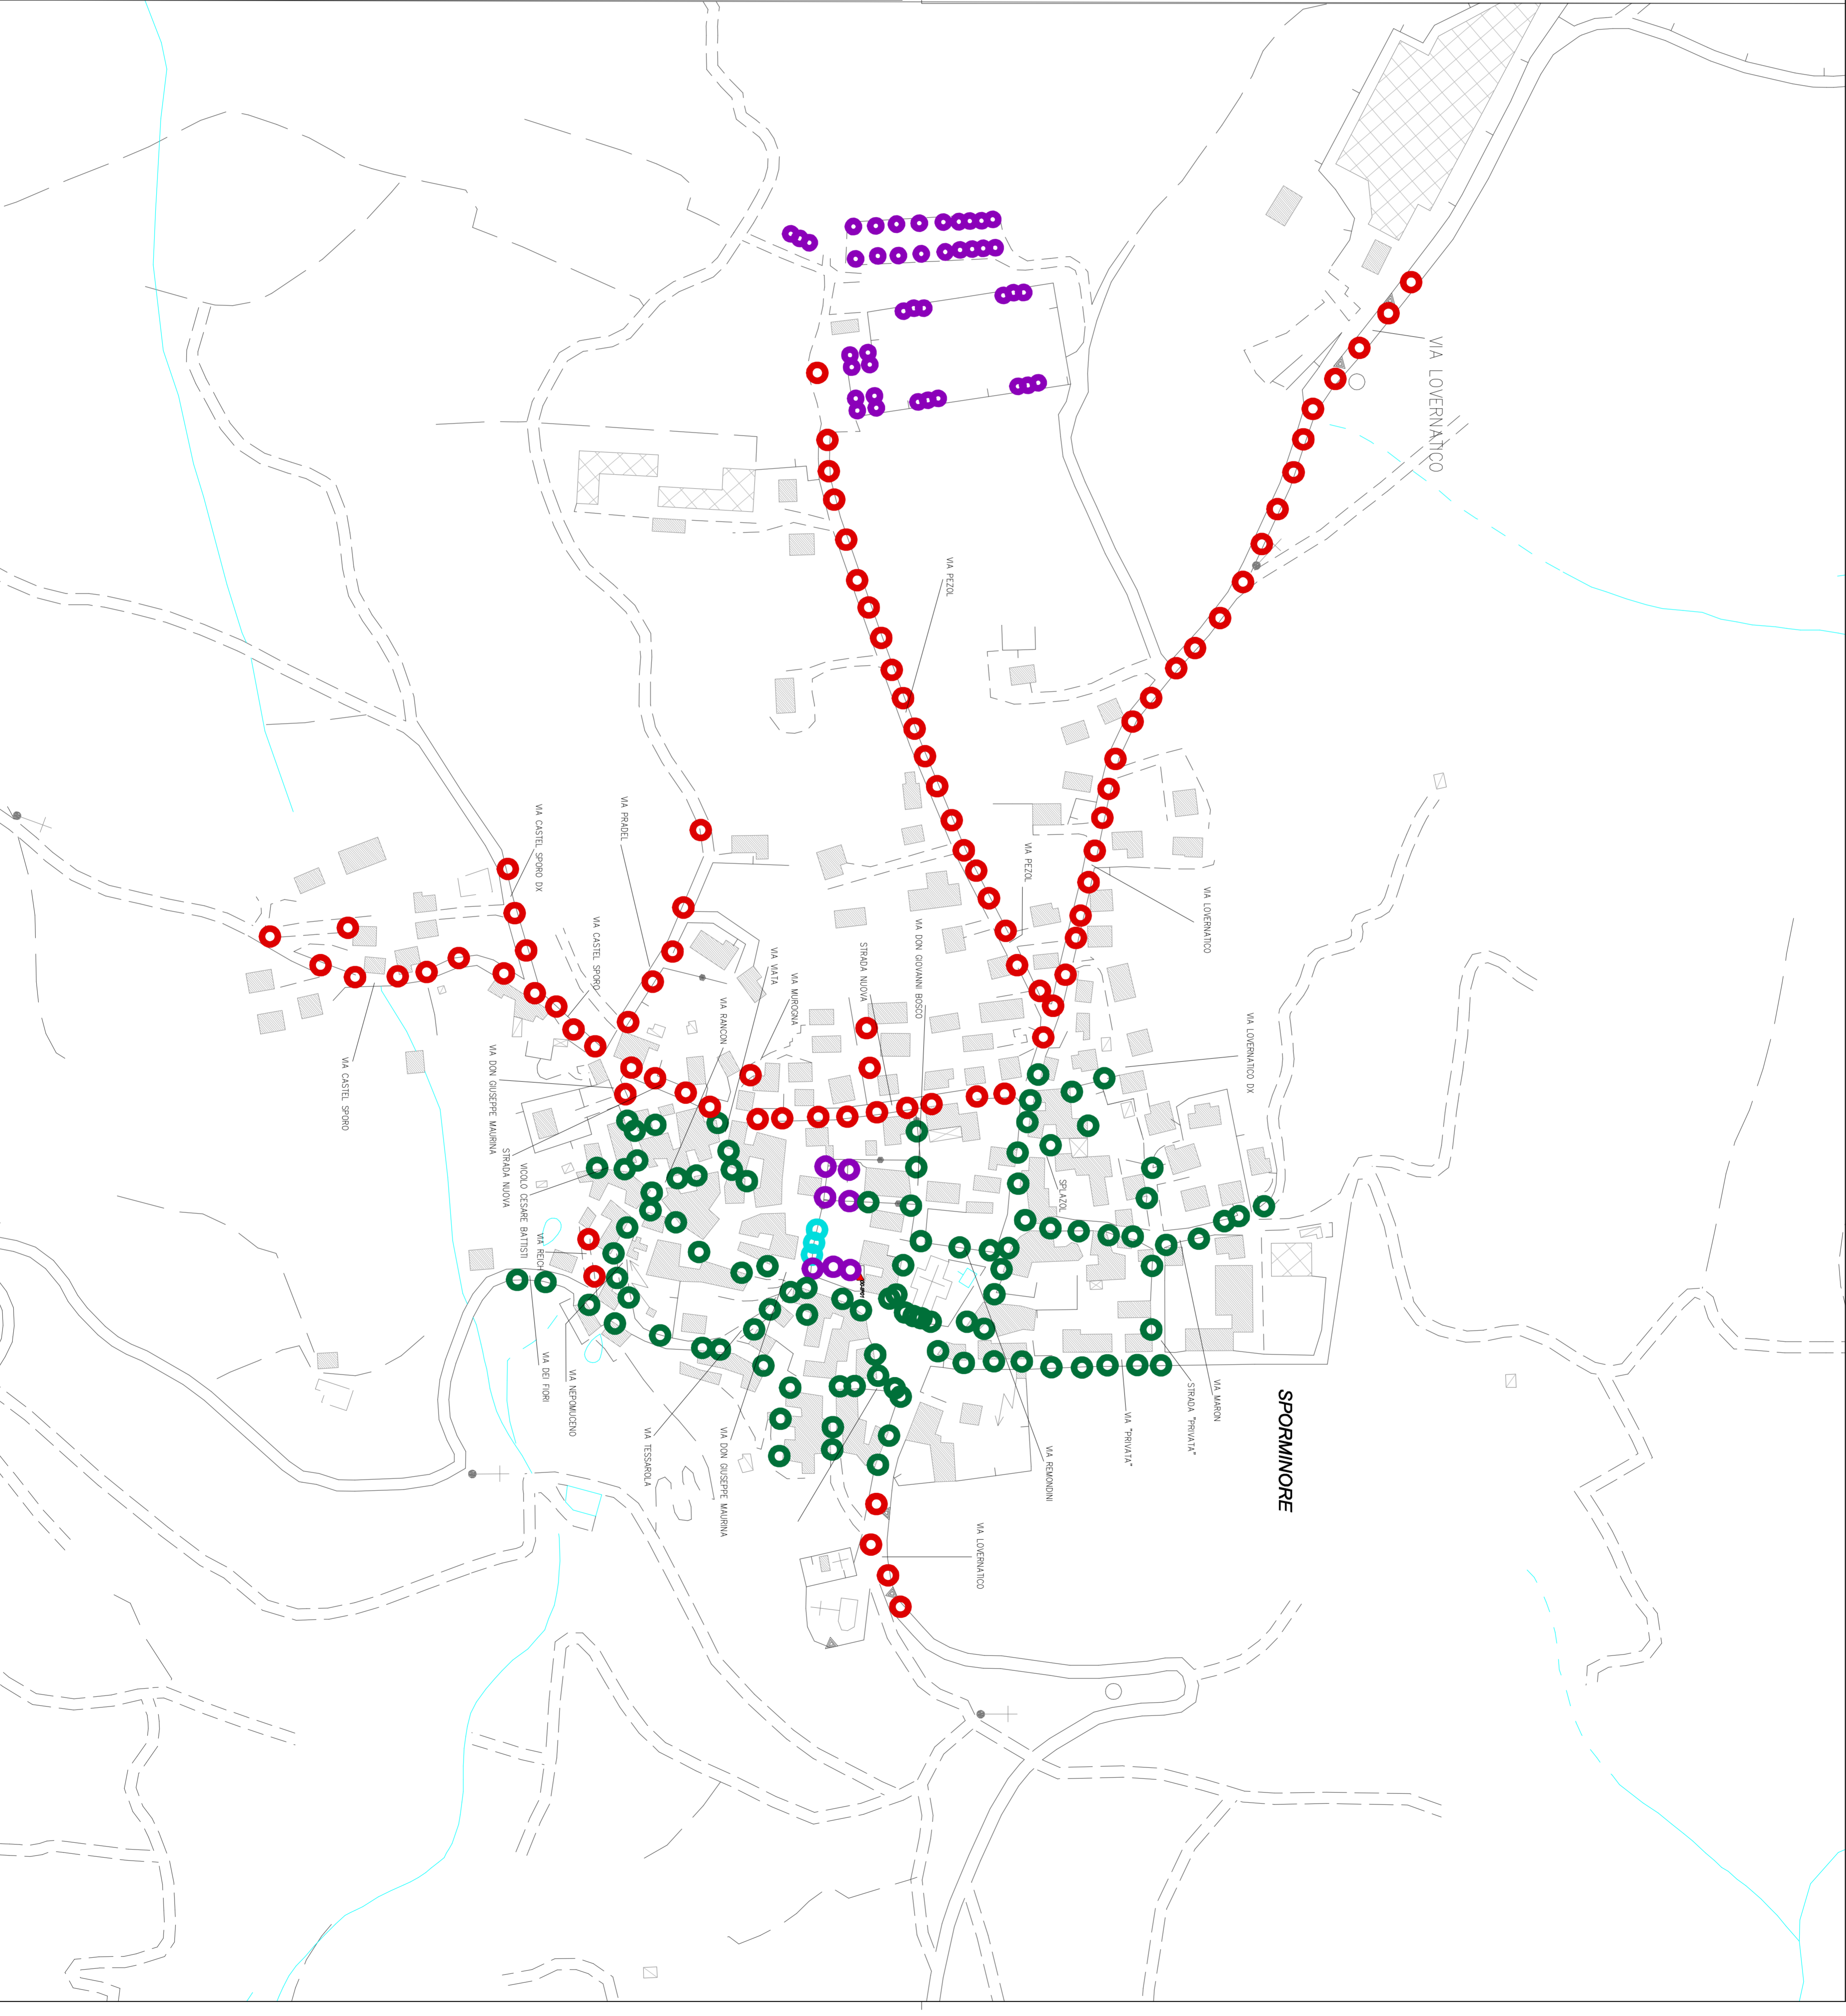 VIA LOVERNATICO
VIA PEZOL
VIA CASTEL SPORO DX
VIA PRADEL
VIA PEZOL
VIA LOVERNATICO
VIA CASTEL SPORO
VIA VIATA
VIA MUROGNA
STRADA NUOVA
VIA DON GIOVANNI BOSCO
VIA RANCON
VIA LOVERNATICO DX
VIA CASTEL SPORO
VIA DON GIUSEPPE MAURINA
STRADA NUOVA
VICOLO CESARE BATTISTI
SPLAZOL
VIA REICH
VIA DEI FIORI
VIA NEPOMUCENO
VIA TESSAROLA
VIA DON GIUSEPPE MAURINA
VIA REMONDINI
VIA "PRIVATA"
STRADA "PRIVATA"
VIA MARON
SPORMINORE
VIA LOVERNATICO